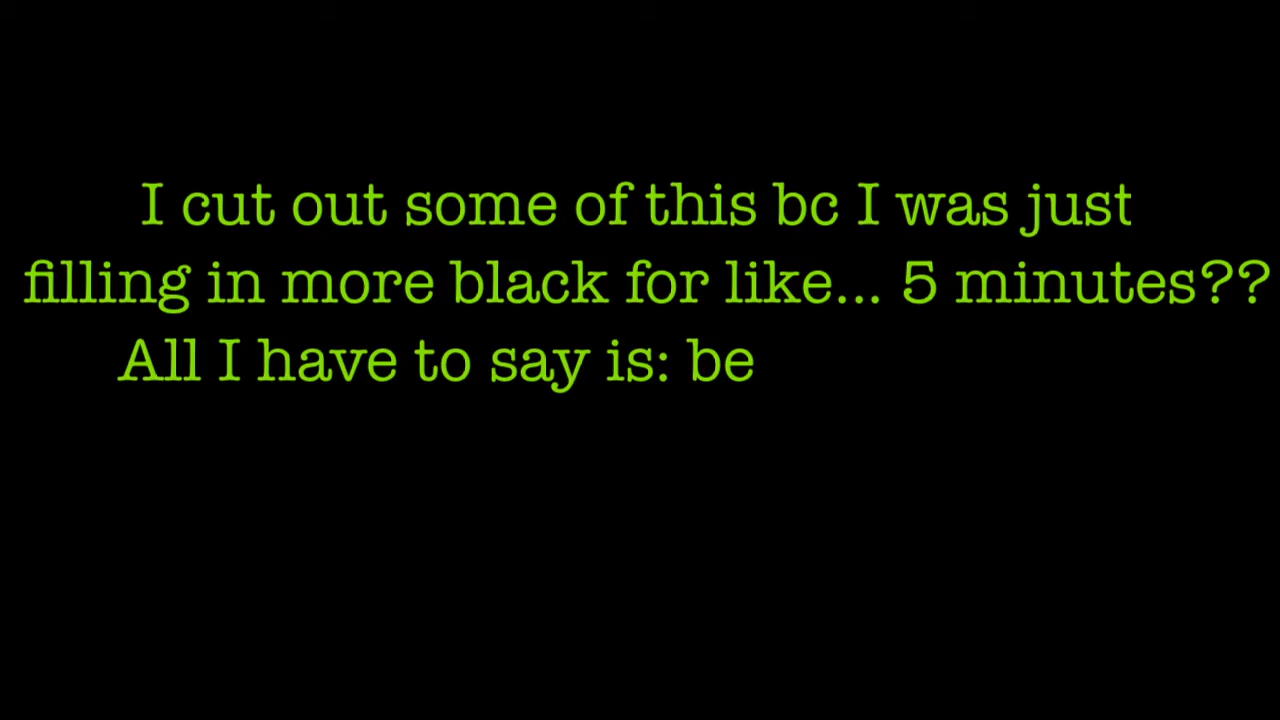 I cut out some of this bc I was just
filling in more black for like... 5 minutes??
All I have to say is: be